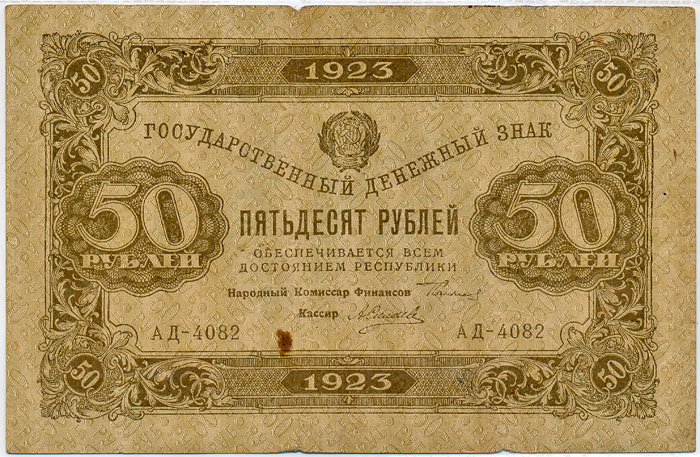 50 1923 50
ГОСУДАРСТВЕННЫЙ ДЕНЕЖНЫЙ ЗНАК
50 РУБЛЕЙ
ПЯТЬДЕСЯТ РУБЛЕЙ
50 РУБЛЕЙ
ОБЕСПЕЧИВАЕТСЯ ВСЕМ
ДОСТОЯНИЕМ РЕСПУБЛИКИ
Народный Комиссар Финансов
Кассир
АД-4082 АД-4082
50 1923 50